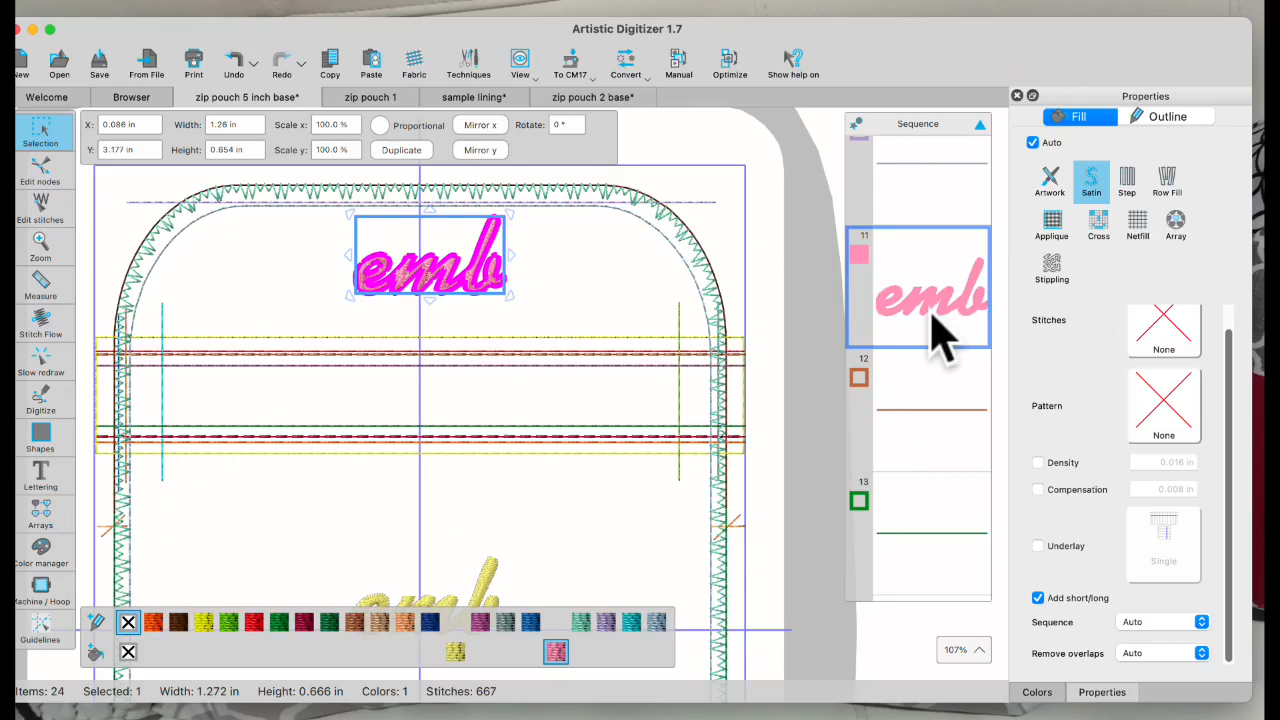 Artistic Digitizer 1.7
New Open Save From File Print Undo Redo Copy Paste Fabric Techniques View To CM17 Convert Manual Optimize Show help on
Welcome Browser zip pouch 5 inch base* zip pouch 1 sample lining* zip pouch 2 base*
X: 0.086 in Width: 1.26 in Scale x: 100.0 % Proportional Mirror x Rotate: 0 °
Y: 3.177 in Height: 0.654 in Scale y: 100.0 % Duplicate Mirror y
Selection
Edit nodes
Edit stitches
Zoom
Measure
Stitch Flow
Slow redraw
Digitize
Shapes
Lettering
Arrays
Color manager
Machine / Hoop
Guidelines
emb
emb
Sequence
11
emb
12
13
107%
Properties
Fill Outline
Auto
Artwork Satin Step Row Fill
Applique Cross Netfill Array
Stippling
Stitches None
Pattern None
Density 0.016 in
Compensation 0.008 in
Underlay Single
Add short/long
Sequence Auto
Remove overlaps Auto
Colors Properties
Items: 24 Selected: 1 Width: 1.272 in Height: 0.666 in Colors: 1 Stitches: 667